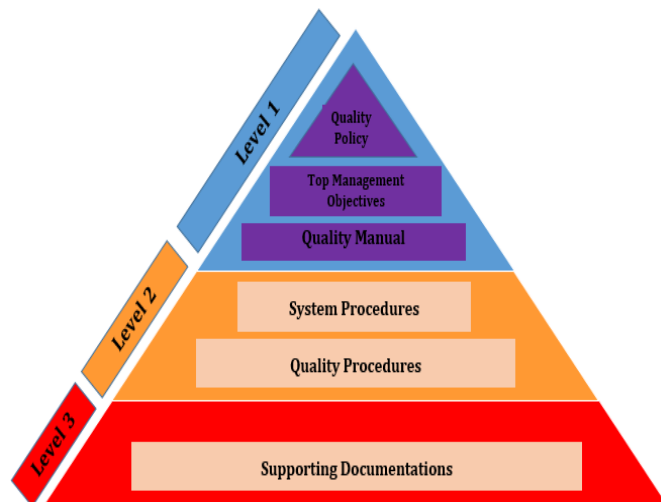 Level 1
Quality
Policy
Top Management
Objectives
Quality Manual
Level 2
System Procedures
Quality Procedures
Level 3
Supporting Documentations